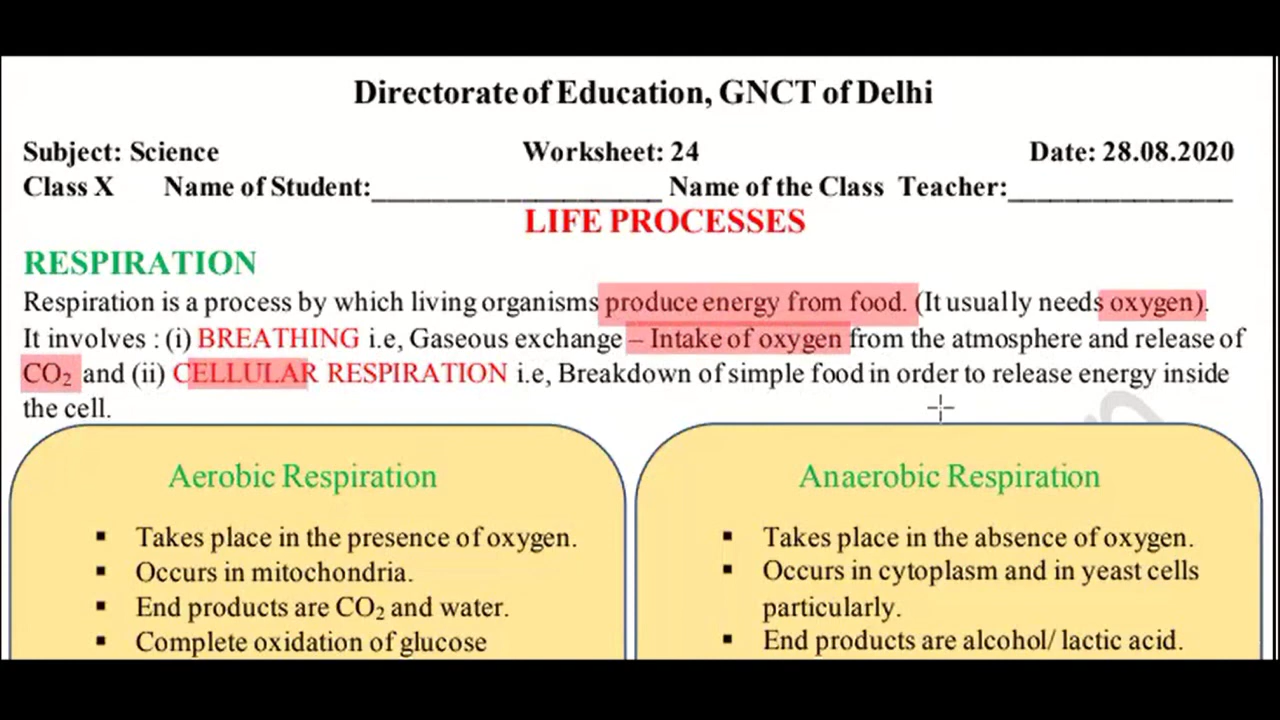 Directorate of Education, GNCT of Delhi
Subject: Science Worksheet: 24 Date: 28.08.2020
Class X Name of Student:_________________ Name of the Class Teacher:_______________
LIFE PROCESSES
RESPIRATION
Respiration is a process by which living organisms produce energy from food. (It usually needs oxygen).
It involves : (i) BREATHING i.e, Gaseous exchange – Intake of oxygen from the atmosphere and release of
CO₂ and (ii) CELLULAR RESPIRATION i.e, Breakdown of simple food in order to release energy inside
the cell.
Aerobic Respiration
▪ Takes place in the presence of oxygen.
▪ Occurs in mitochondria.
▪ End products are CO₂ and water.
▪ Complete oxidation of glucose
Anaerobic Respiration
▪ Takes place in the absence of oxygen.
▪ Occurs in cytoplasm and in yeast cells
particularly.
▪ End products are alcohol/ lactic acid.